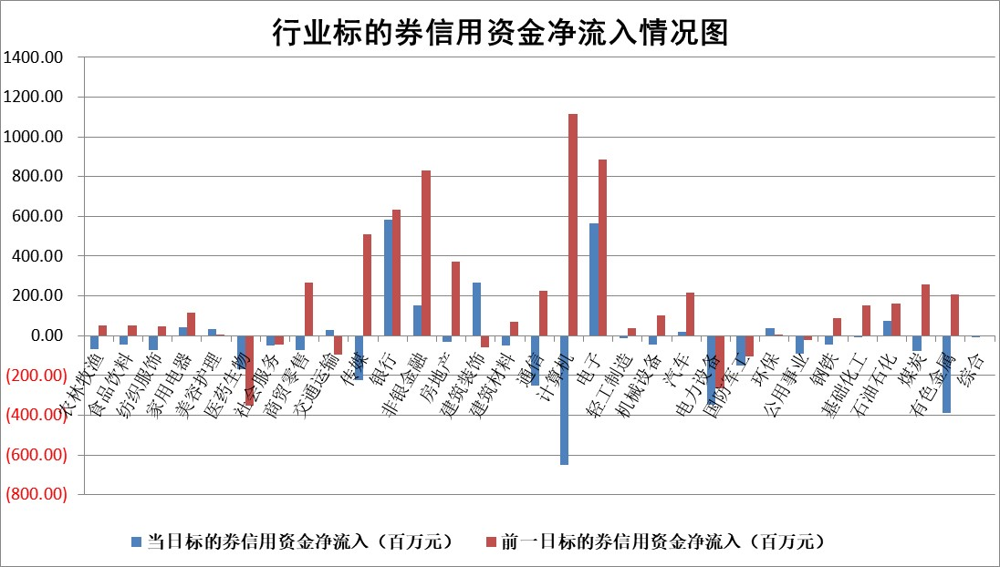 行业标的券信用资金净流入情况图
1400.00
1200.00
1000.00
800.00
600.00
400.00
200.00
0.00
(200.00)
(400.00)
(600.00)
(800.00)
农林牧渔
食品饮料
纺织服饰
家用电器
美容护理
医药生物
社会服务
商贸零售
交通运输
传媒
银行
非银金融
房地产
建筑装饰
建筑材料
通信
计算机
电子
轻工制造
机械设备
汽车
电力设备
国防军工
环保
公用事业
钢铁
基础化工
石油石化
煤炭
有色金属
综合
当日标的券信用资金净流入（百万元）
前一日标的券信用资金净流入（百万元）